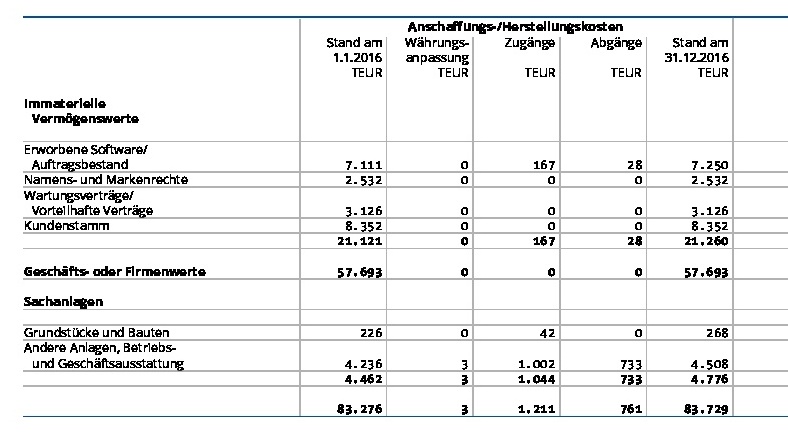 Anschaffungs-/Herstellungskosten
Stand am Währungs- Zugänge Abgänge Stand am
1.1.2016 anpassung 31.12.2016
TEUR TEUR TEUR TEUR TEUR
Immaterielle
Vermögenswerte
Erworbene Software/
Auftragsbestand 7.111 0 167 28 7.250
Namens- und Markenrechte 2.532 0 0 0 2.532
Wartungsverträge/
Vorteilhafte Verträge 3.126 0 0 0 3.126
Kundenstamm 8.352 0 0 0 8.352
21.121 0 167 28 21.260
Geschäfts- oder Firmenwerte 57.693 0 0 0 57.693
Sachanlagen
Grundstücke und Bauten 226 0 42 0 268
Andere Anlagen, Betriebs-
und Geschäftsausstattung 4.236 3 1.002 733 4.508
4.462 3 1.044 733 4.776
83.276 3 1.211 761 83.729